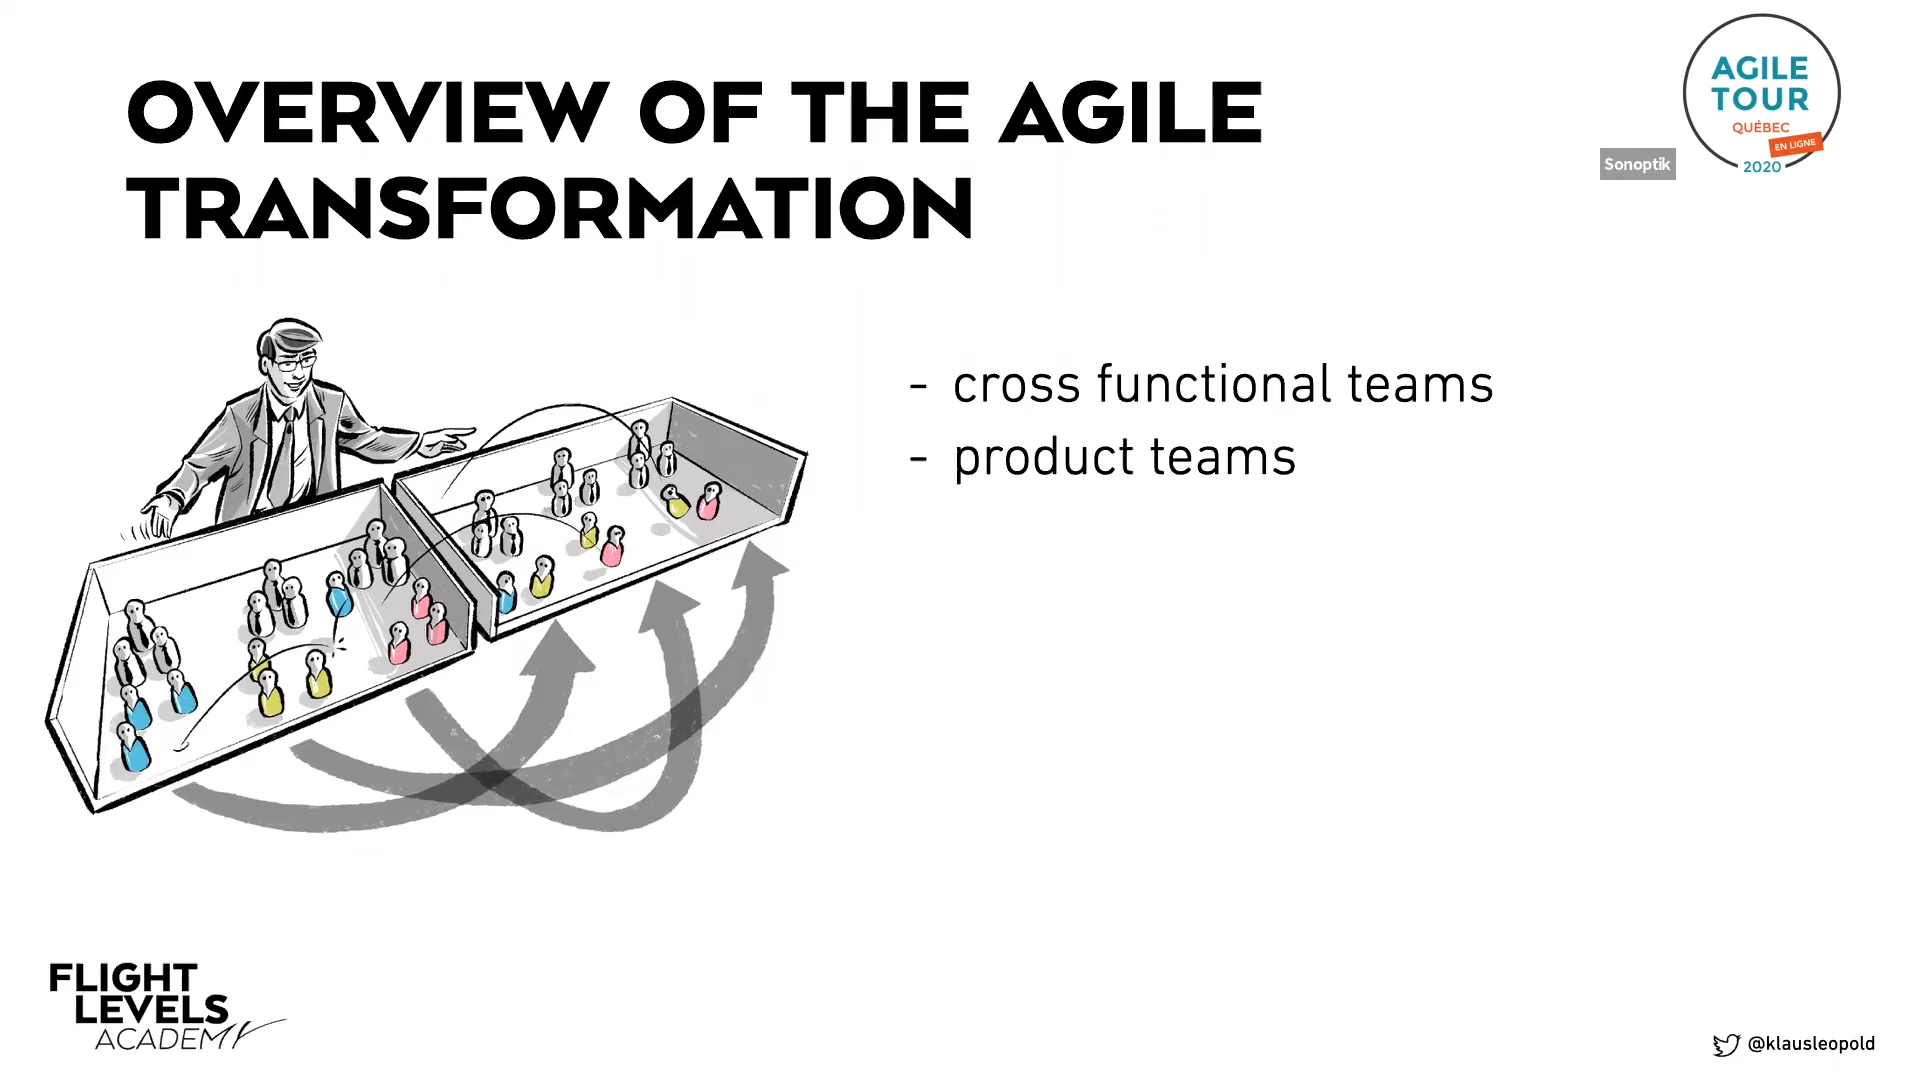 OVERVIEW OF THE AGILE
TRANSFORMATION
AGILE
TOUR
QUÉBEC
EN LIGNE
2020
Sonoptik
- cross functional teams
- product teams
FLIGHT
LEVELS
ACADEMY
@klausleopold